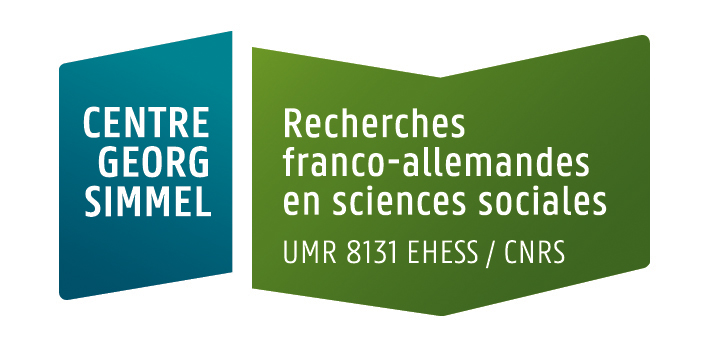 CENTRE
GEORG
SIMMEL
Recherches
franco-allemandes
en sciences sociales
UMR 8131 EHESS / CNRS